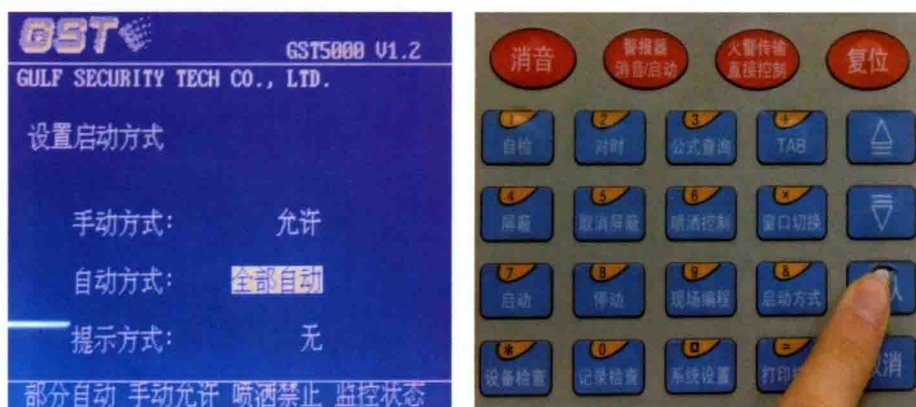 GST
GST5000 V1.2
GULF SECURITY TECH CO., LTD.
设置启动方式
手动方式: 允许
自动方式: 全部自动
提示方式: 无
部分自动 手动允许 喷洒禁止 监控状态
消音
警报器
消音/启动
火警传输
直接控制
复位
1
自检
2
对时
3
公式查询
+
TAB
4
屏蔽
5
取消屏蔽
6
喷洒控制
×
窗口切换
7
启动
8
停动
9
现场编程
&
启动方式
*
设备检查
0
记录检查
系统设置
=
打印
消